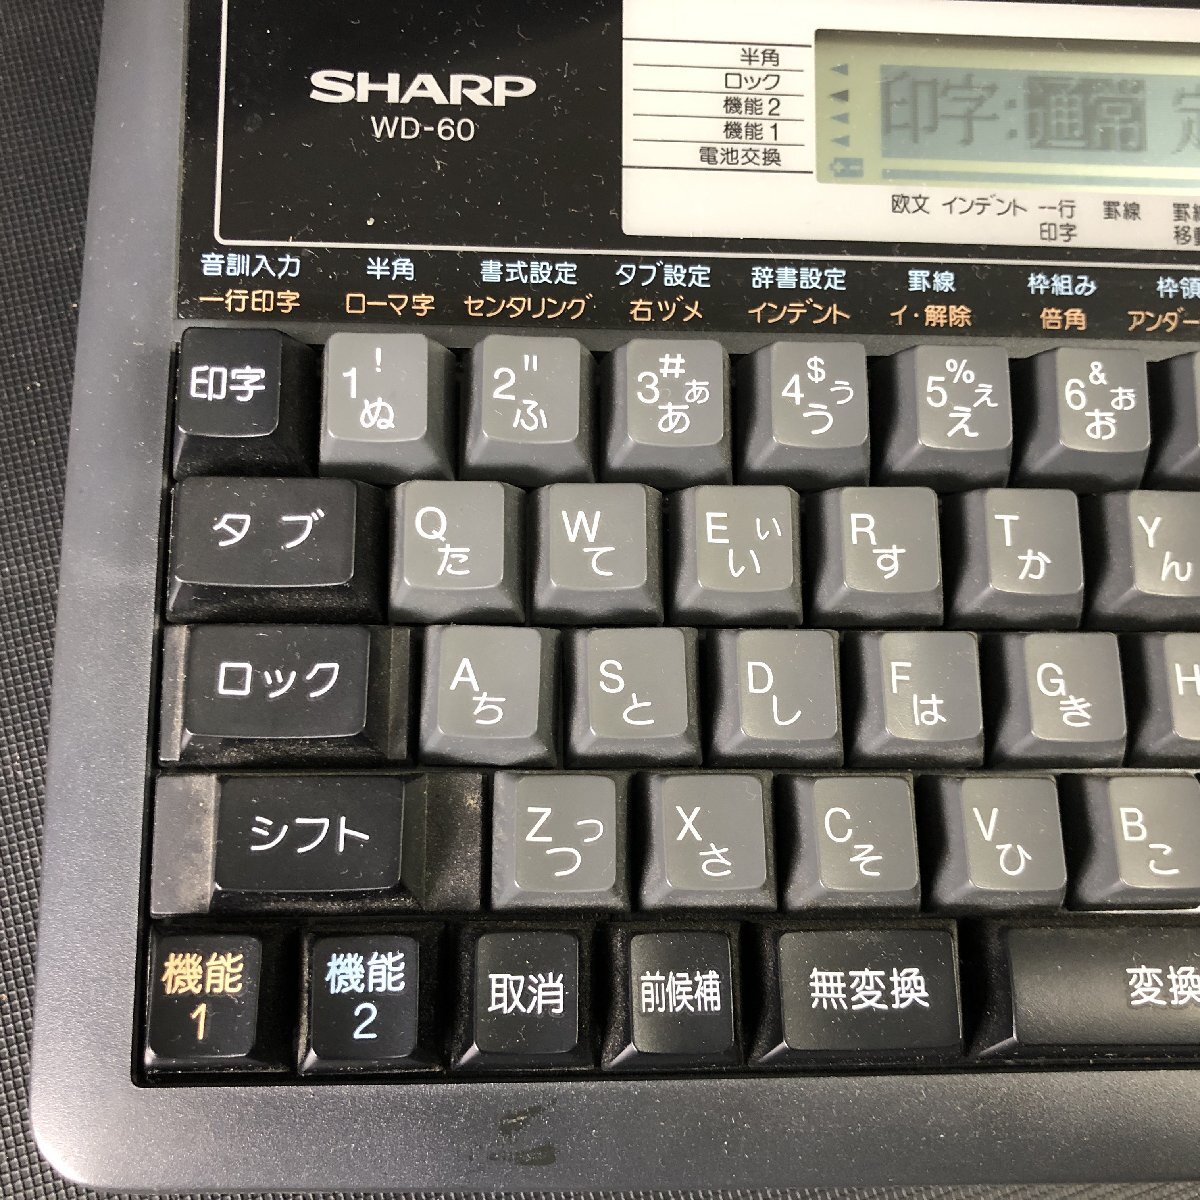 SHARP
WD-60
半角
ロック
機能2
機能1
電池交換
印字:通常
欧文 インデント 一行印字 罫線
音訓入力 半角 書式設定 タブ設定 辞書設定 罫線 枠組み
一行印字 ローマ字 センタリング 右ヅメ インデント イ・解除 倍角
印字 1 ! ぬ 2 " ふ 3 # ぁ あ 4 $ ぅ う 5 % ぇ え 6 & ぉ お
タブ Q た W て E ぃ い R す T か Y ん
ロック A ち S と D し F は G き H
シフト Z っ つ X さ C そ V ひ B こ
機能1 機能2 取消 前候補 無変換 変換